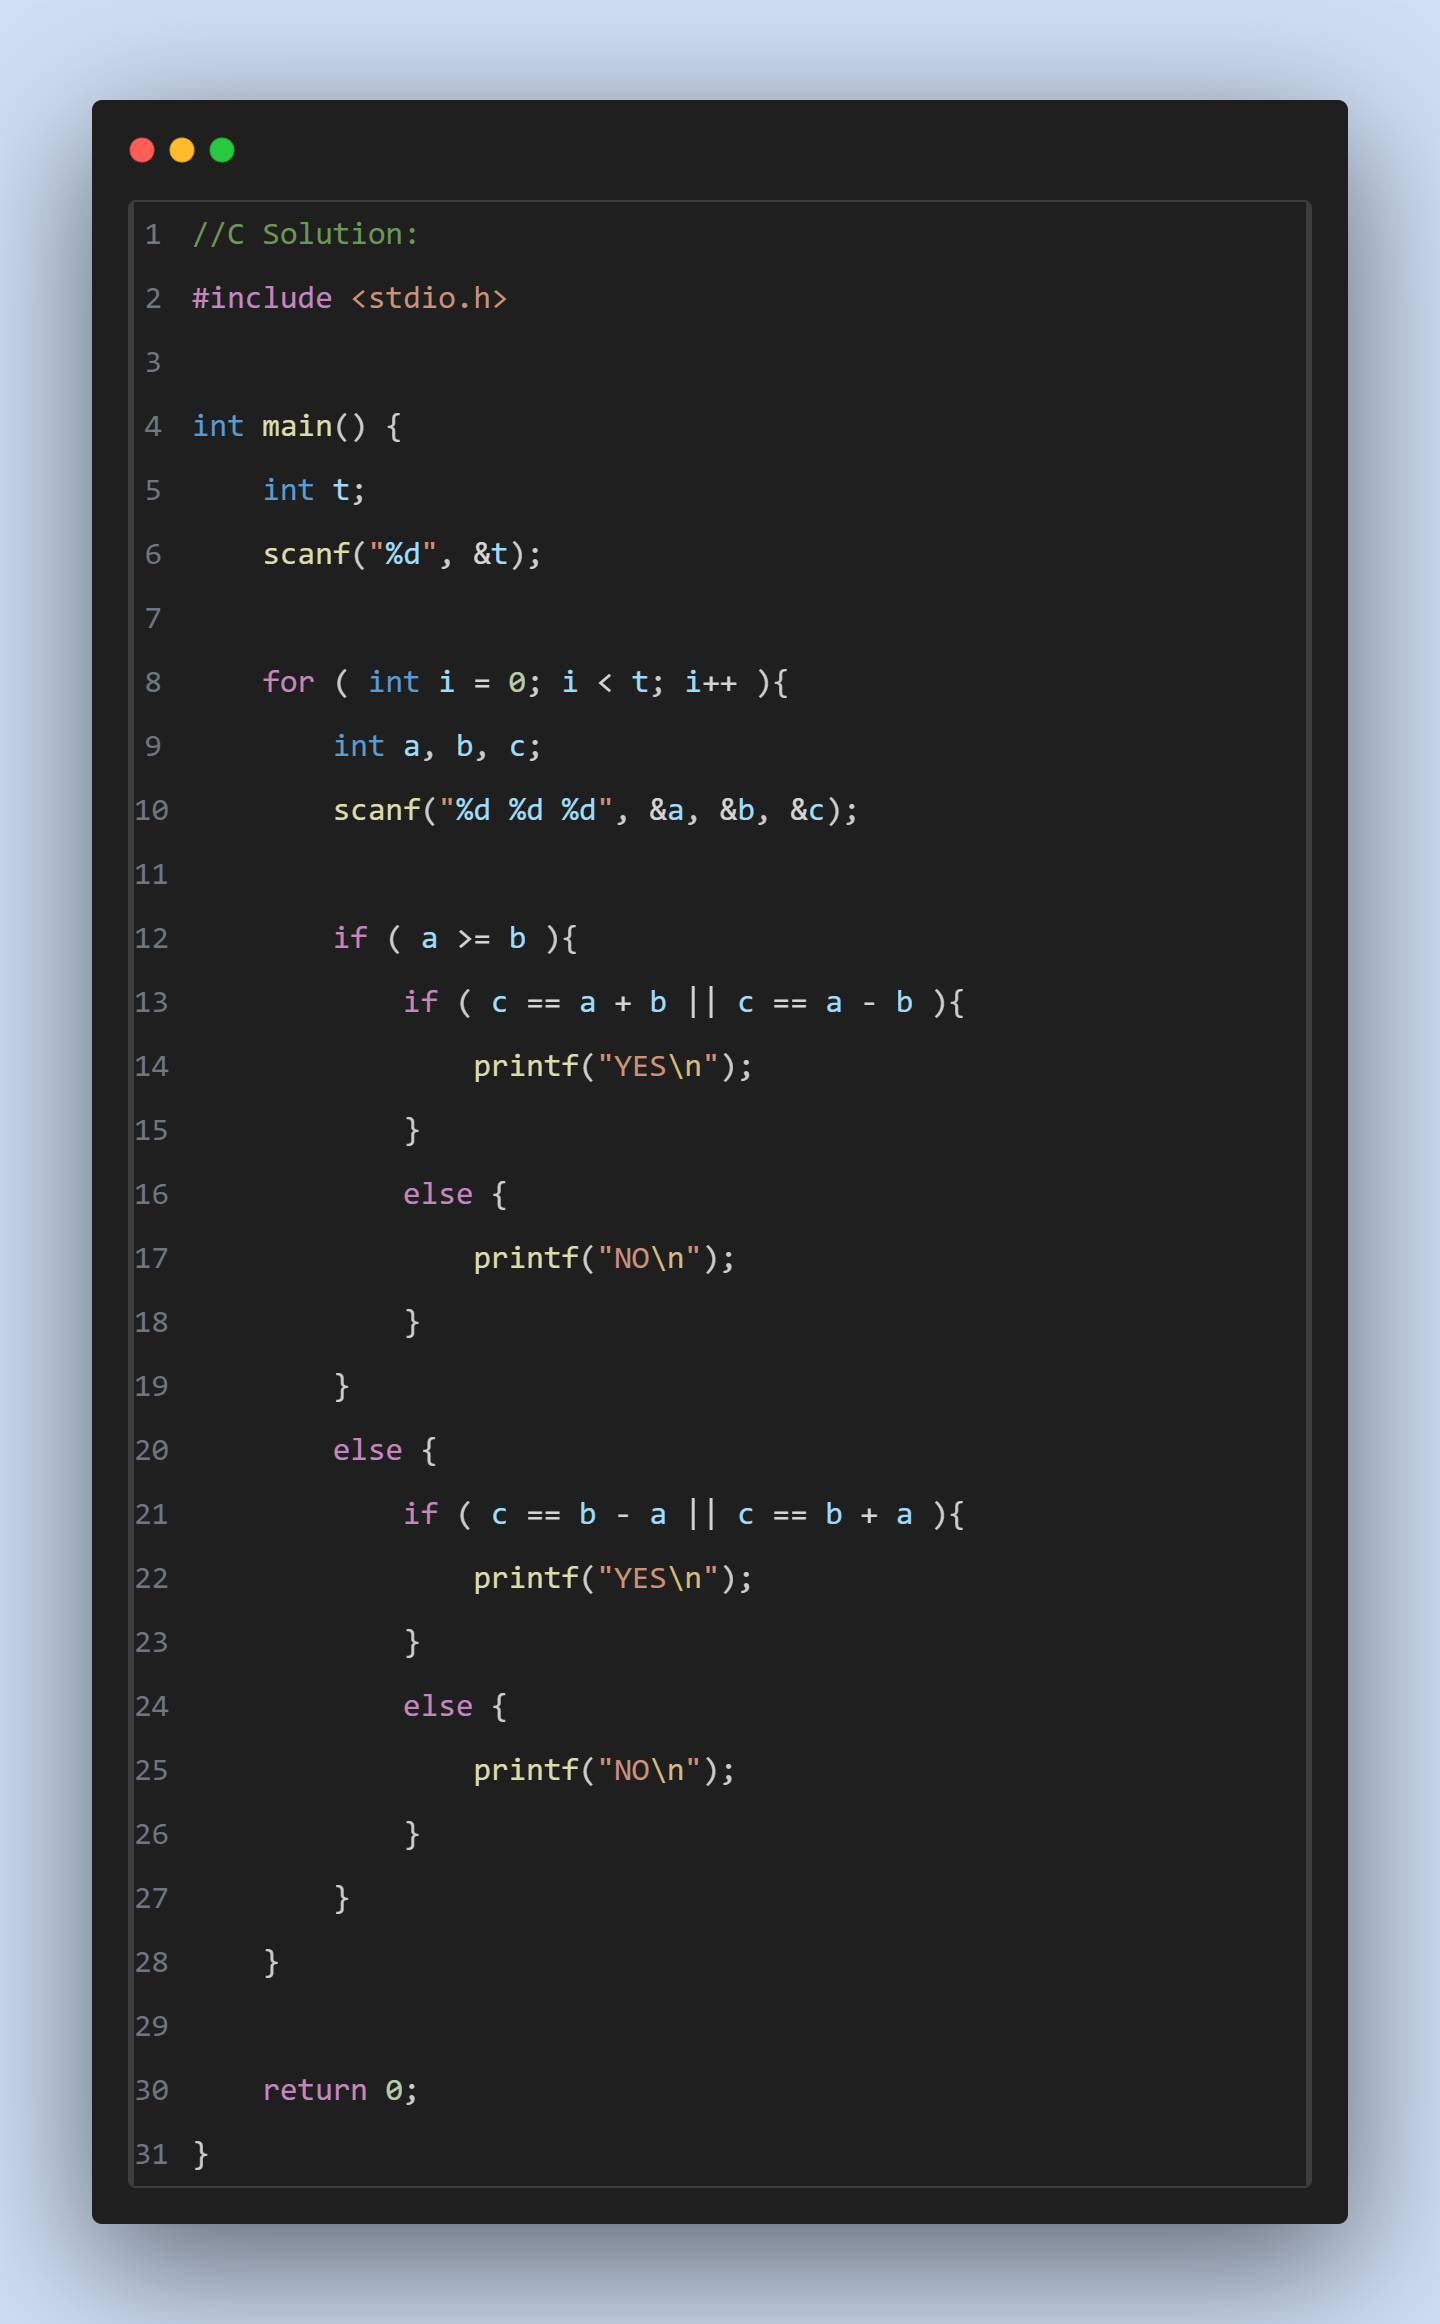 1 //C Solution:
2 #include <stdio.h>
3
4 int main() {
5     int t;
6     scanf("%d", &t);
7
8     for ( int i = 0; i < t; i++ ){
9         int a, b, c;
10         scanf("%d %d %d", &a, &b, &c);
11
12         if ( a >= b ){
13             if ( c == a + b || c == a - b ){
14                 printf("YES\n");
15             }
16             else {
17                 printf("NO\n");
18             }
19         }
20         else {
21             if ( c == b - a || c == b + a ){
22                 printf("YES\n");
23             }
24             else {
25                 printf("NO\n");
26             }
27         }
28     }
29
30     return 0;
31 }